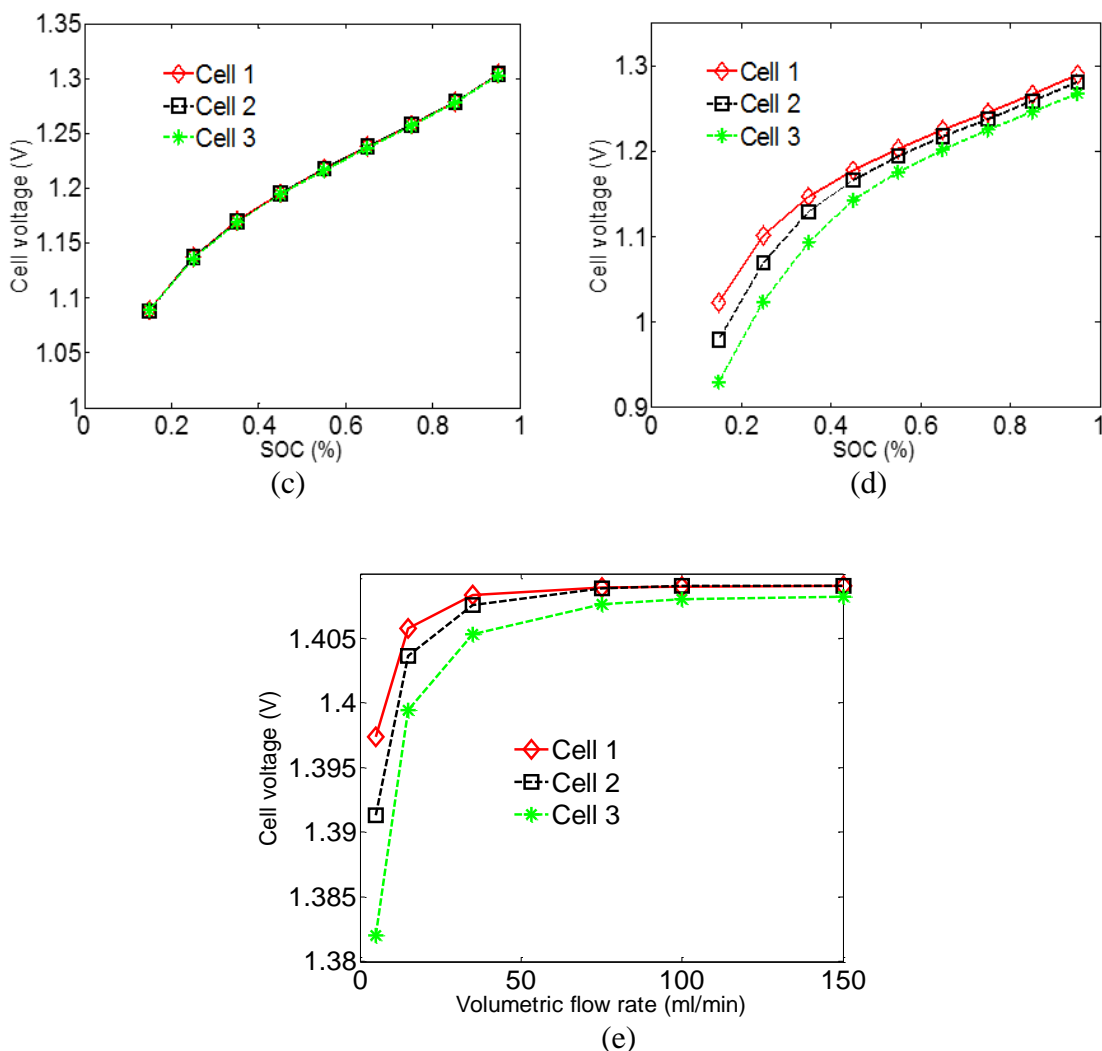 1.35
1.3
1.25
1.2
1.15
1.1
1.05
1
Cell voltage (V)
Cell 1
Cell 2
Cell 3
0 0.2 0.4 0.6 0.8 1
SOC (%)
(c)
1.3
1.2
1.1
1
0.9
Cell voltage (V)
Cell 1
Cell 2
Cell 3
0 0.2 0.4 0.6 0.8 1
SOC (%)
(d)
1.405
1.4
1.395
1.39
1.385
1.38
Cell voltage (V)
Cell 1
Cell 2
Cell 3
0 50 100 150
Volumetric flow rate (ml/min)
(e)